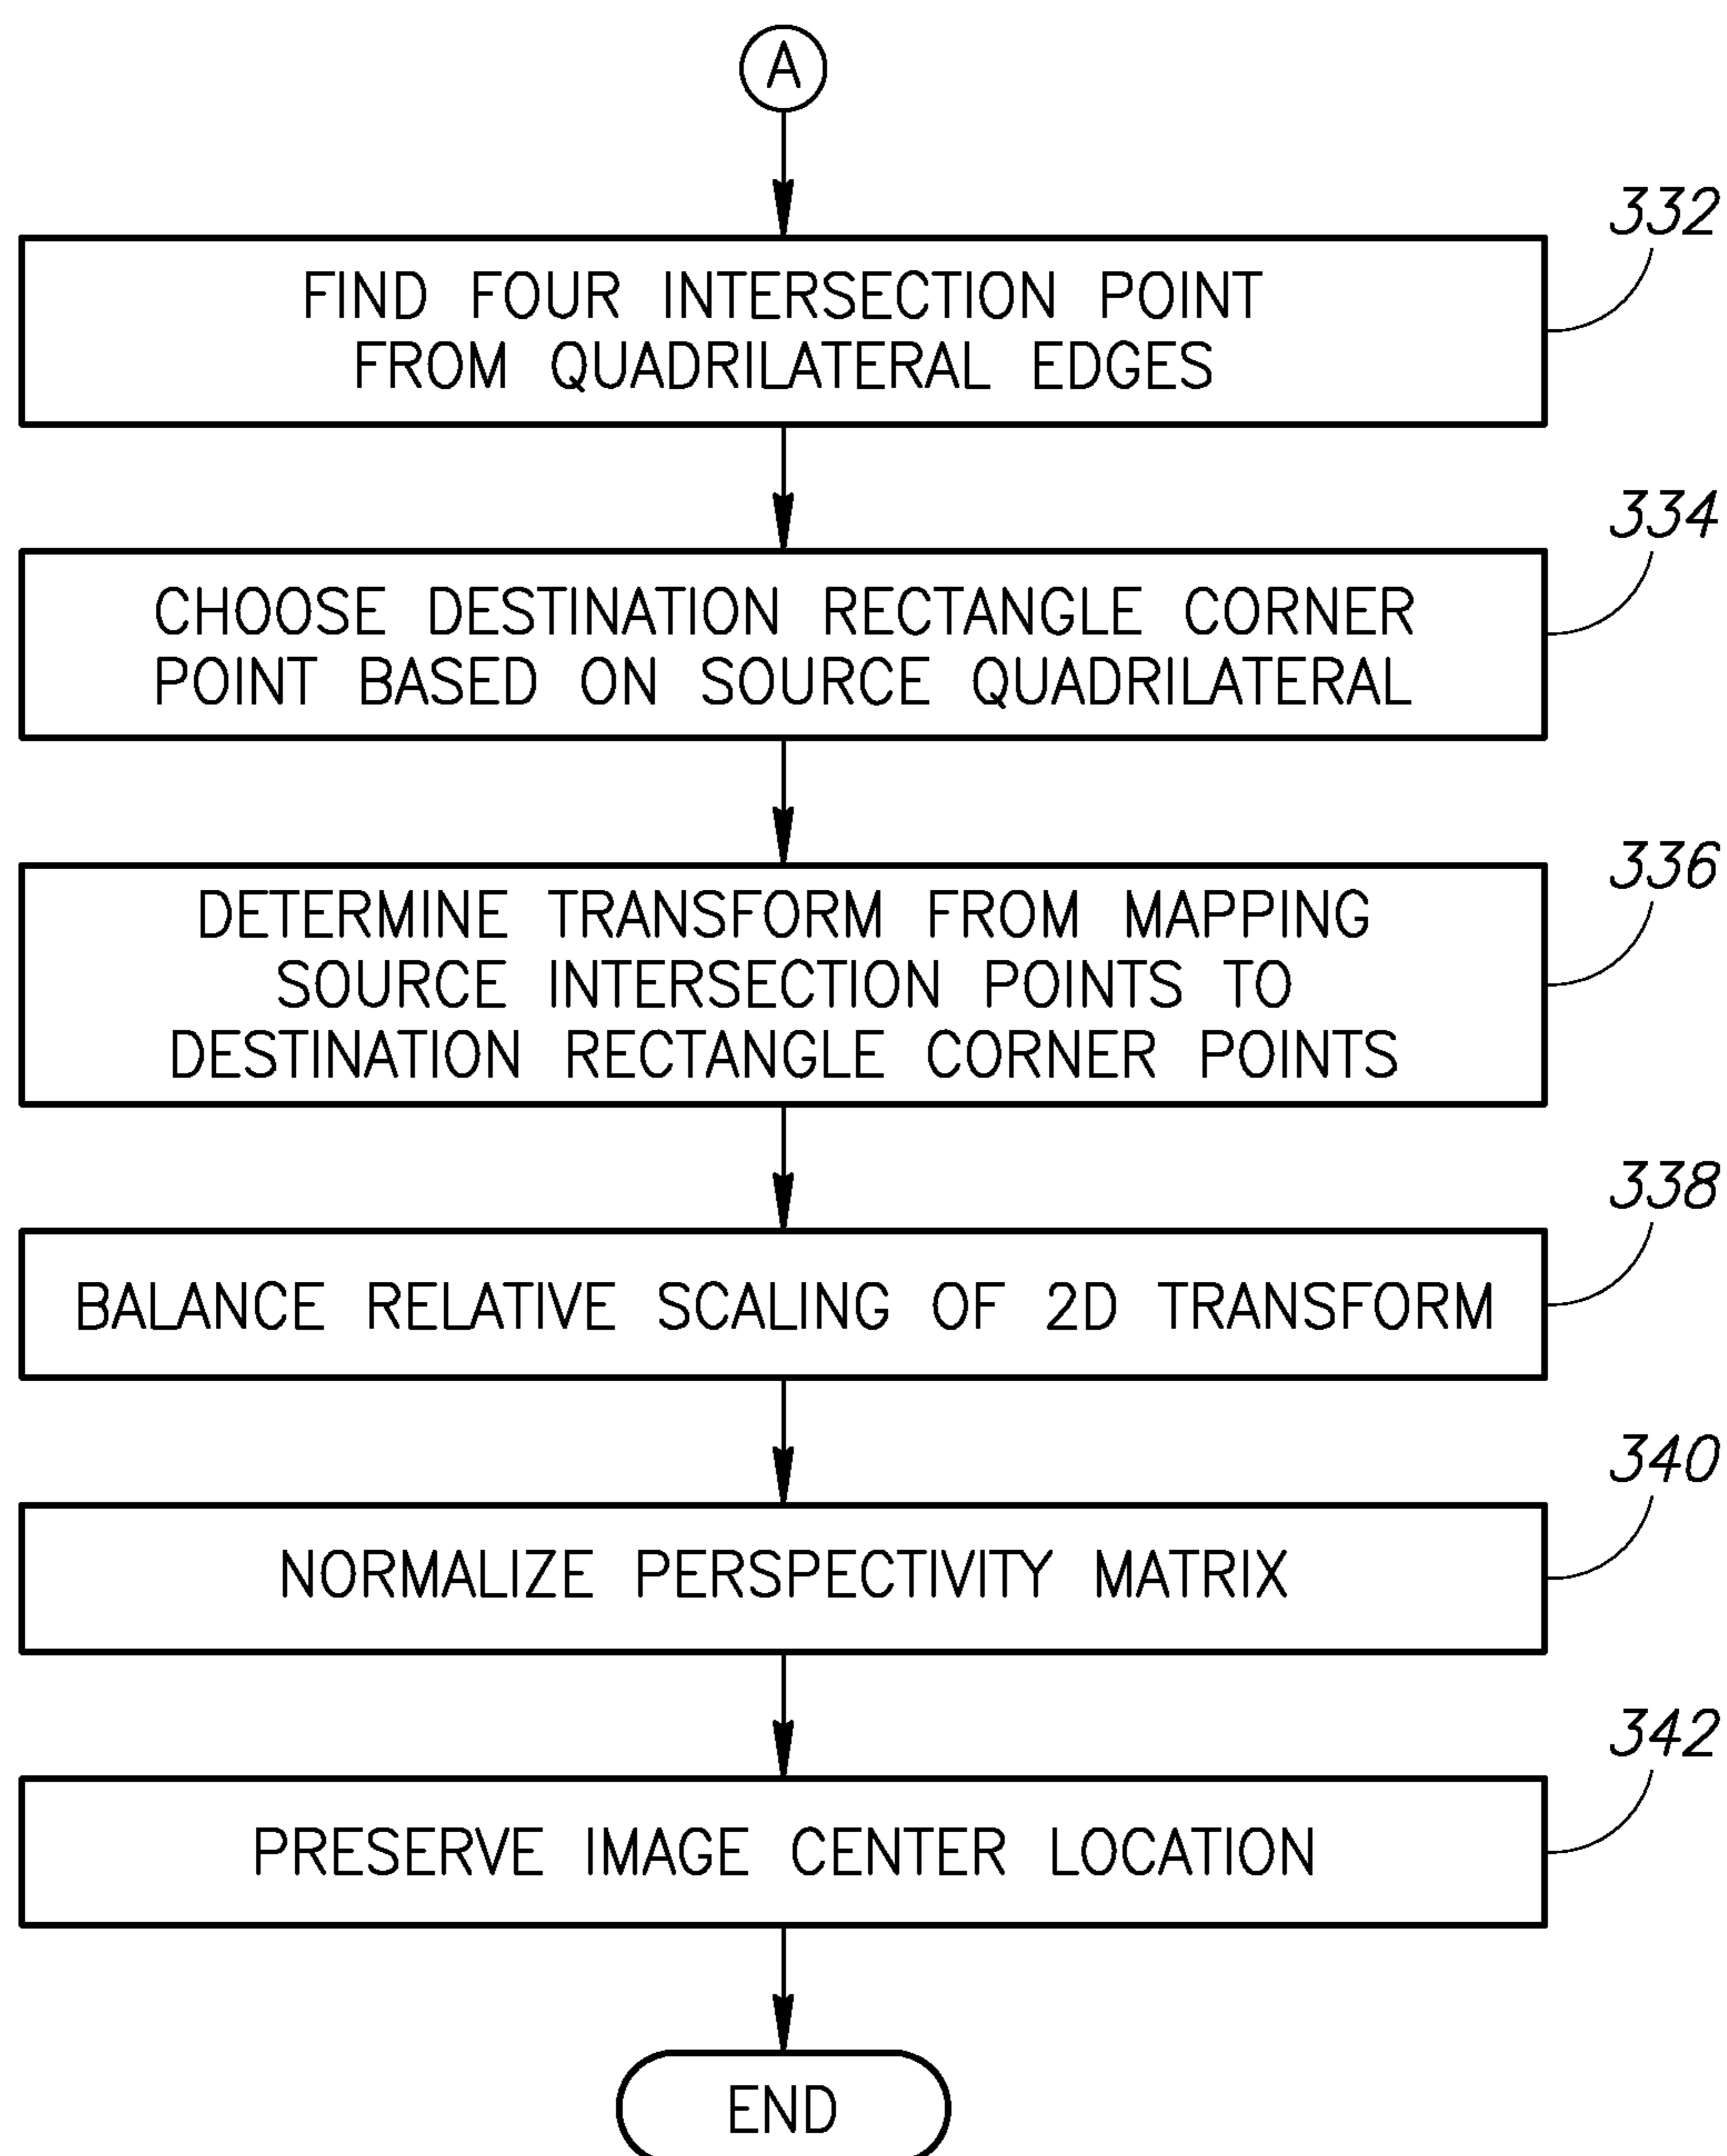 A
332
FIND FOUR INTERSECTION POINT
FROM QUADRILATERAL EDGES
334
CHOOSE DESTINATION RECTANGLE CORNER
POINT BASED ON SOURCE QUADRILATERAL
336
DETERMINE TRANSFORM FROM MAPPING
SOURCE INTERSECTION POINTS TO
DESTINATION RECTANGLE CORNER POINTS
338
BALANCE RELATIVE SCALING OF 2D TRANSFORM
340
NORMALIZE PERSPECTIVITY MATRIX
342
PRESERVE IMAGE CENTER LOCATION
END